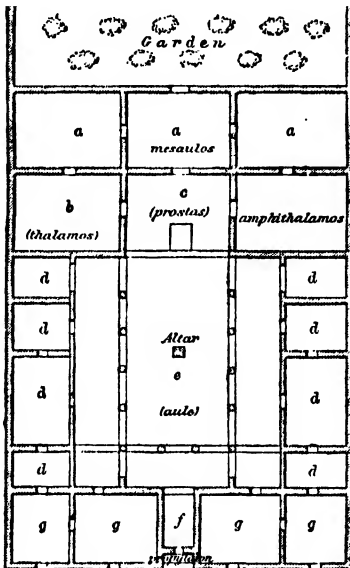 Garden
a a a
mesaulos
b c
(thalamos) (prostas) amphithalamos
d d
d d
Altar
d e d
(aule)
d d
g g f g g